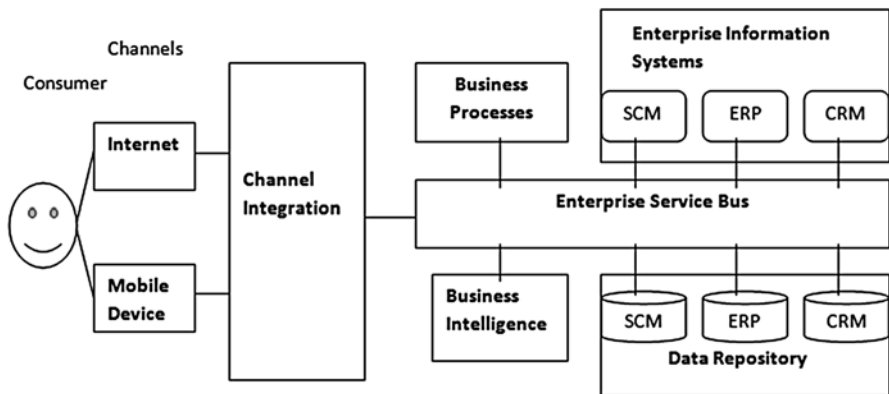 Channels
Consumer
Internet
Mobile
Device
Channel
Integration
Business
Processes
Enterprise Information
Systems
SCM
ERP
CRM
Enterprise Service Bus
Business
Intelligence
SCM
ERP
CRM
Data Repository